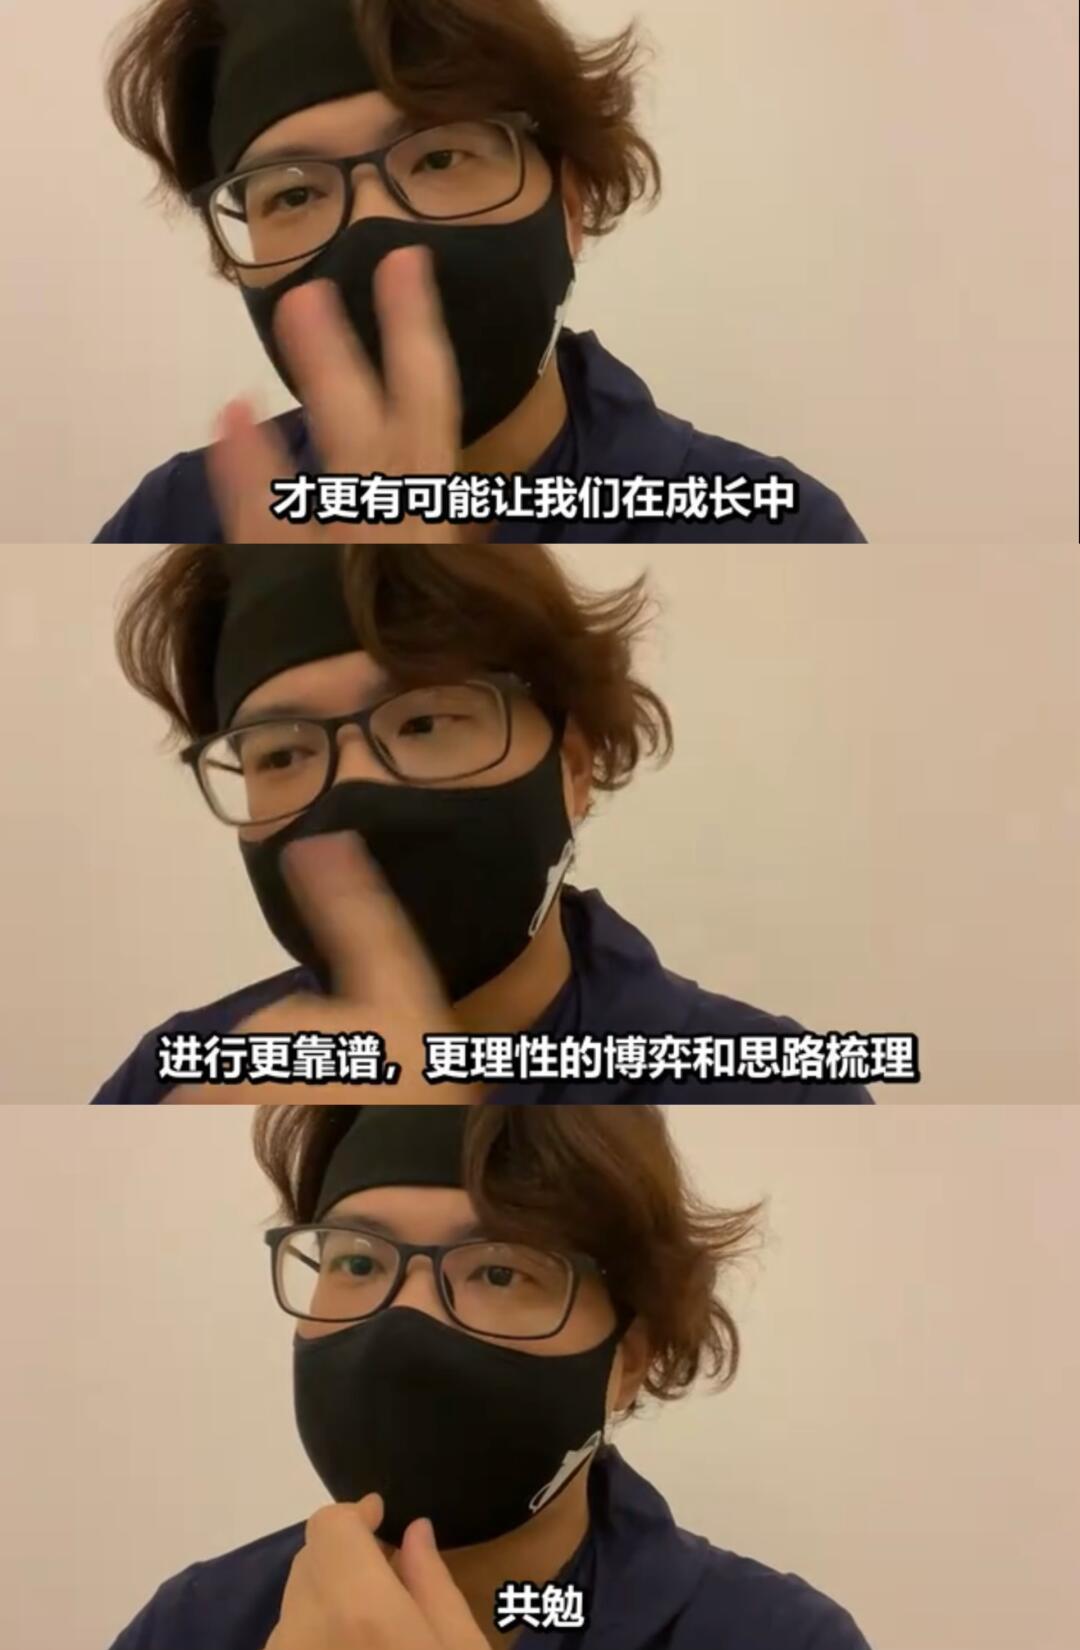 才更有可能让我们在成长中
进行更靠谱，更理性的博弈和思路梳理
共勉